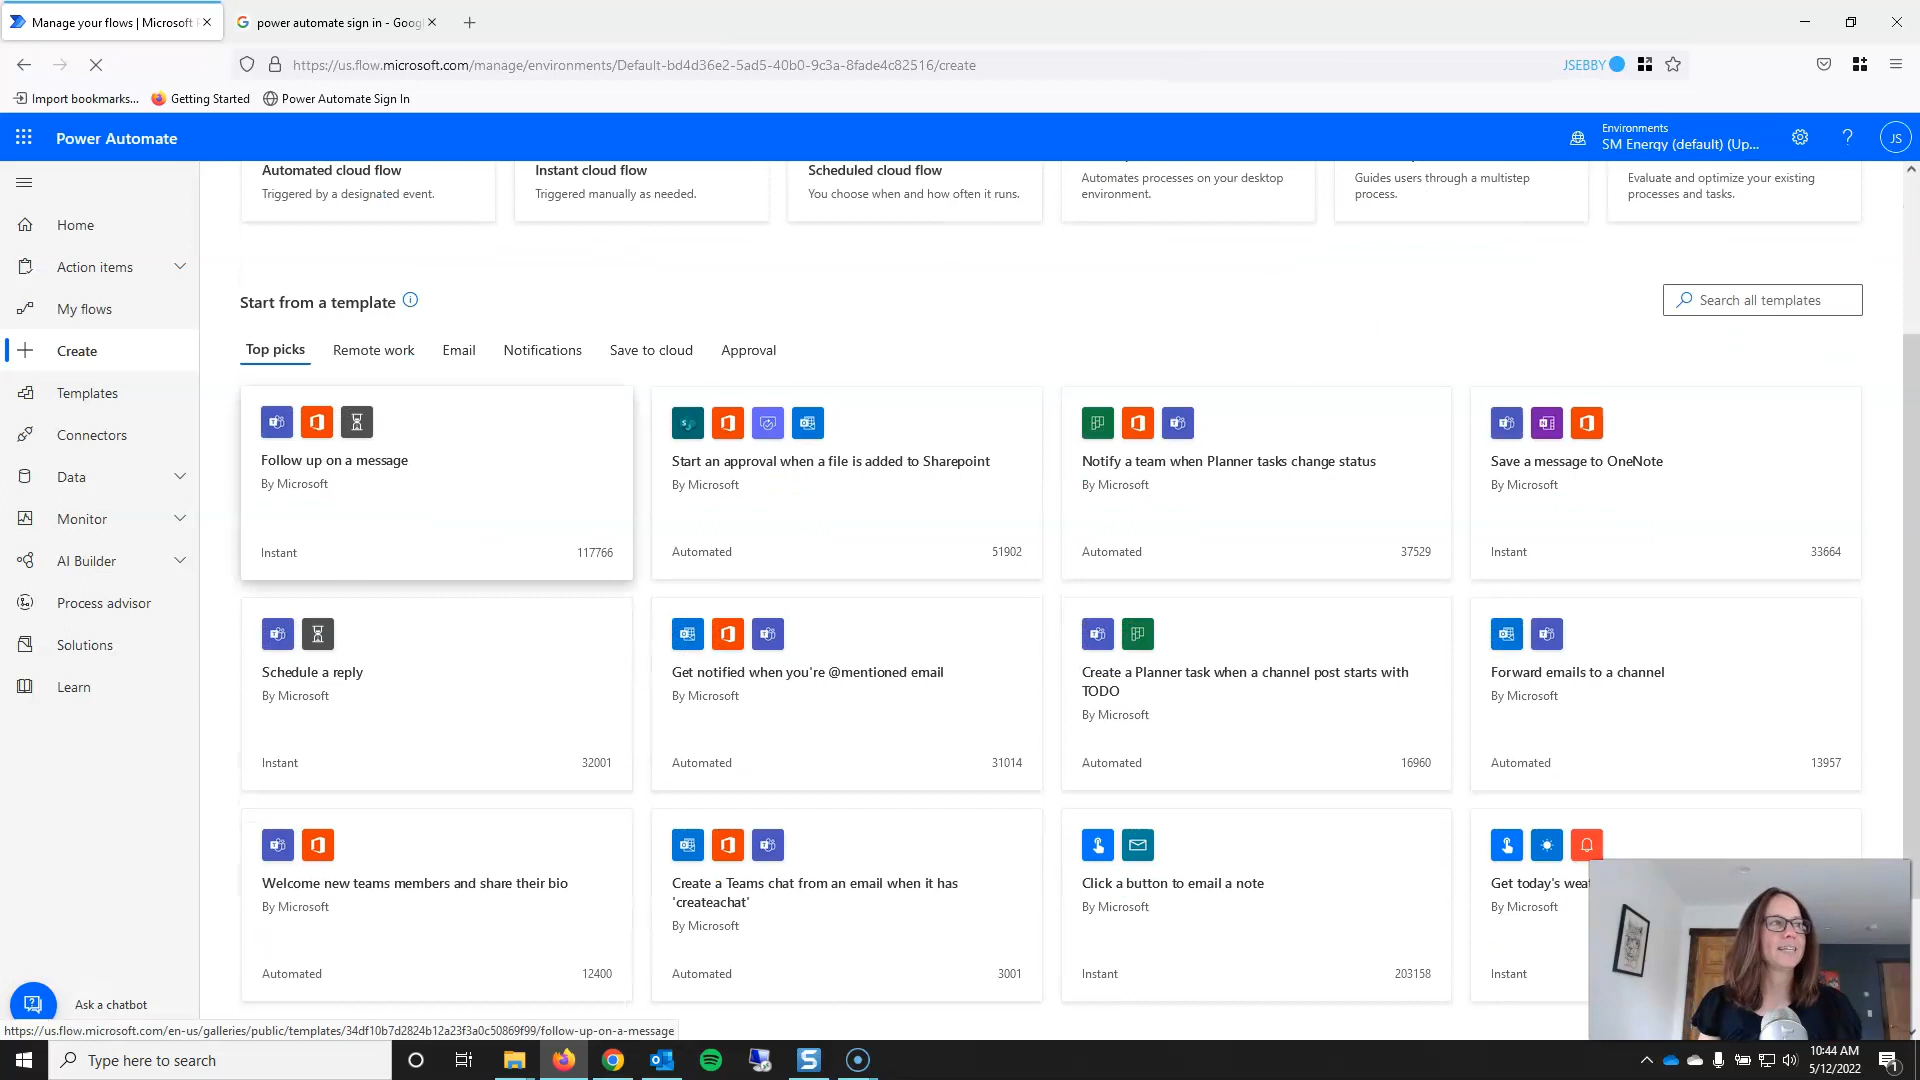 Manage your flows | Microsoft
power automate sign in - Goog
https://us.flow.microsoft.com/manage/environments/Default-bd4d36e2-5ad5-40b0-9c3a-8fade4c82516/create
JSEBBY
Import bookmarks...
Getting Started
Power Automate Sign In
Power Automate
Environments
SM Energy (default) (Up...
JS
Home
Action items
My flows
Create
Templates
Connectors
Data
Monitor
AI Builder
Process advisor
Solutions
Learn
Ask a chatbot
Automated cloud flow
Triggered by a designated event.
Instant cloud flow
Triggered manually as needed.
Scheduled cloud flow
You choose when and how often it runs.
Automates processes on your desktop
environment.
Guides users through a multistep
process.
Evaluate and optimize your existing
processes and tasks.
Start from a template
Search all templates
Top picks
Remote work
Email
Notifications
Save to cloud
Approval
Follow up on a message
By Microsoft
Instant
117766
Start an approval when a file is added to Sharepoint
By Microsoft
Automated
51902
Notify a team when Planner tasks change status
By Microsoft
Automated
37529
Save a message to OneNote
By Microsoft
Instant
33664
Schedule a reply
By Microsoft
Instant
32001
Get notified when you're @mentioned email
By Microsoft
Automated
31014
Create a Planner task when a channel post starts with
TODO
By Microsoft
Automated
16960
Forward emails to a channel
By Microsoft
Automated
13957
Welcome new teams members and share their bio
By Microsoft
Automated
12400
Create a Teams chat from an email when it has
'createachat'
By Microsoft
Automated
3001
Click a button to email a note
By Microsoft
Instant
203158
Get today's
By Microsoft
Instant
https://us.flow.microsoft.com/en-us/galleries/public/templates/34df10b7d2824b12a23f3a0c50869f99/follow-up-on-a-message
Type here to search
10:44 AM
5/12/2022
1